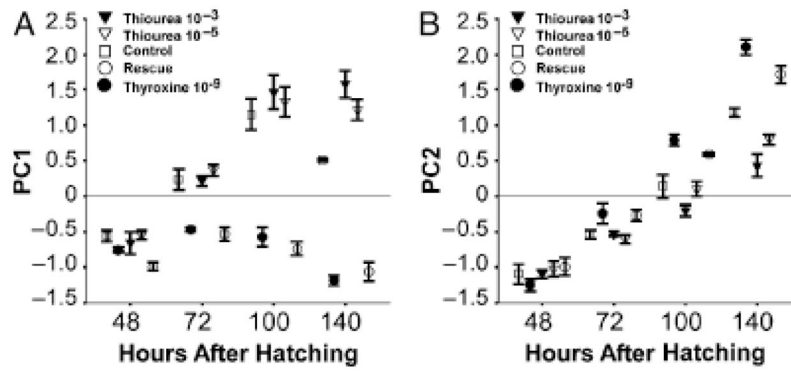 A
2.5
2.0
1.5
1.0
0.5
0
−0.5
−1.0
−1.5
PC1
Thiourea 10⁻³
Thiourea 10⁻⁵
Control
Rescue
Thyroxine 10⁻⁹
48 72 100 140
Hours After Hatching
B
2.5
2.0
1.5
1.0
0.5
0
−0.5
−1.0
−1.5
PC2
Thiourea 10⁻³
Thiourea 10⁻⁵
Control
Rescue
Thyroxine 10⁻⁹
48 72 100 140
Hours After Hatching